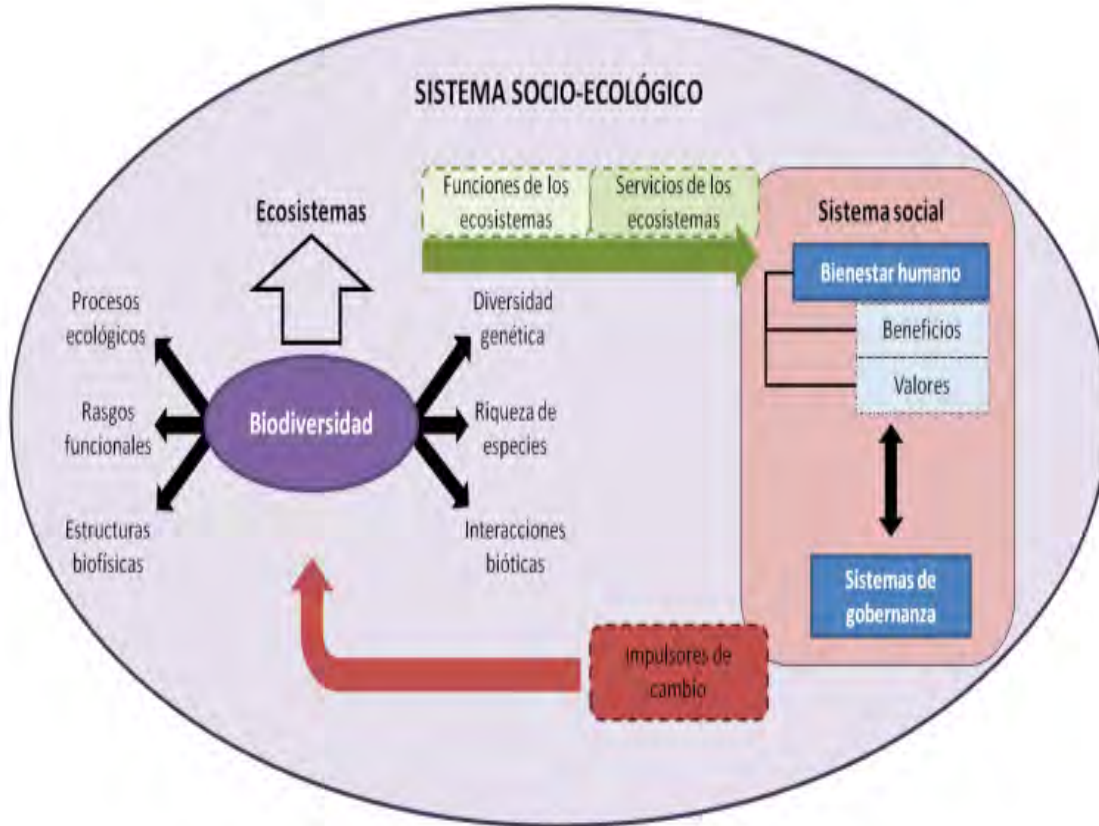 SISTEMA SOCIO-ECOLÓGICO
Ecosistemas
Funciones de los
ecosistemas
Servicios de los
ecosistemas
Sistema social
Bienestar humano
Beneficios
Valores
Procesos
ecológicos
Rasgos
funcionales
Estructuras
biofísicas
Biodiversidad
Diversidad
genética
Riqueza de
especies
Interacciones
bióticas
Sistemas de
gobernanza
Impulsores de
cambio